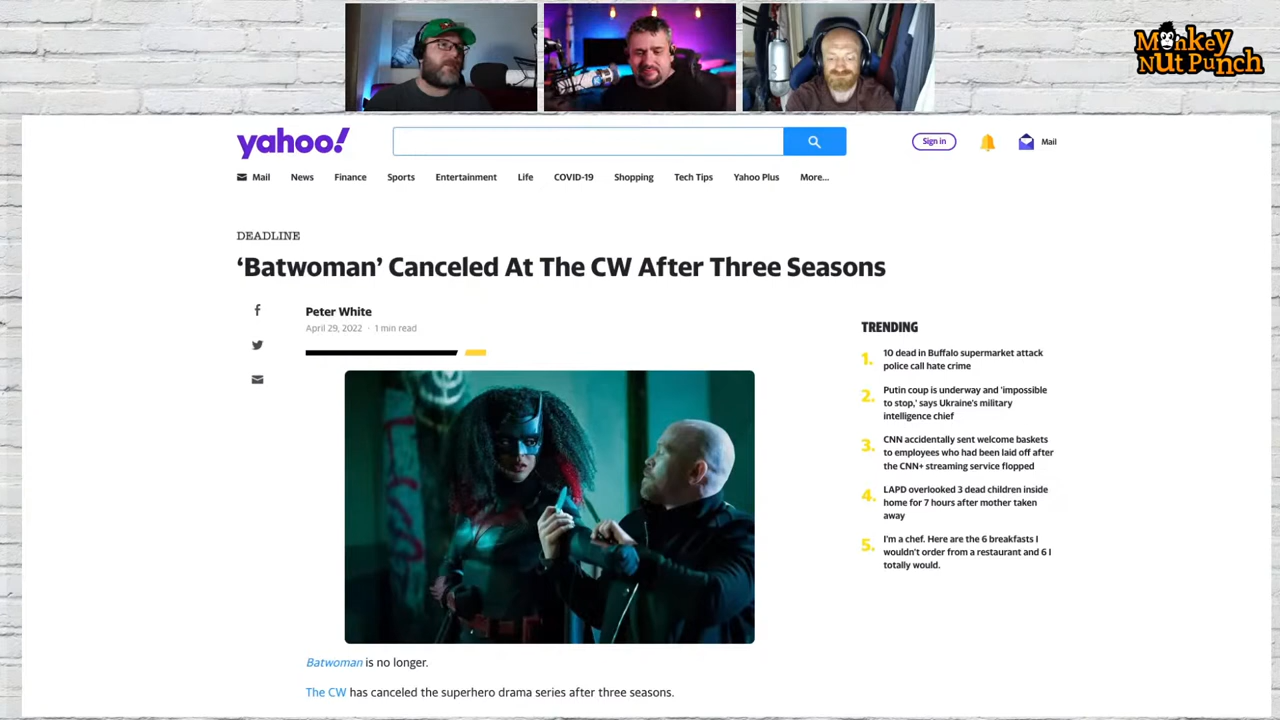 Monkey
Nut Punch
yahoo!
Sign in
Mail
Mail News Finance Sports Entertainment Life COVID-19 Shopping Tech Tips Yahoo Plus More...
DEADLINE
‘Batwoman’ Canceled At The CW After Three Seasons
Peter White
April 29, 2022 · 1 min read
Batwoman is no longer.
The CW has canceled the superhero drama series after three seasons.
TRENDING
1. 10 dead in Buffalo supermarket attack
police call hate crime
2. Putin coup is underway and 'impossible
to stop,' says Ukraine's military
intelligence chief
3. CNN accidentally sent welcome baskets
to employees who had been laid off after
the CNN+ streaming service flopped
4. LAPD overlooked 3 dead children inside
home for 7 hours after mother taken
away
5. I'm a chef. Here are the 6 breakfasts I
wouldn't order from a restaurant and 6 I
totally would.